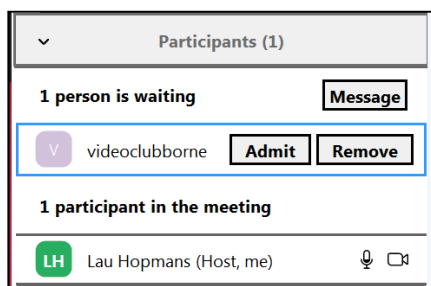 Participants (1)
1 person is waiting Message
V videoclubborne Admit Remove
1 participant in the meeting
LH Lau Hopmans (Host, me)